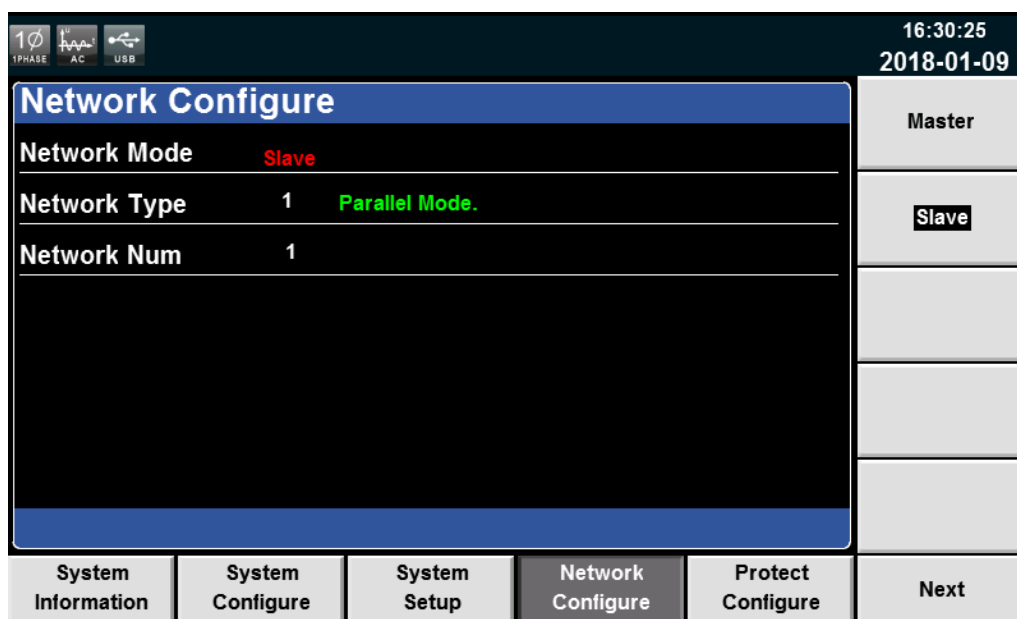 1Ø
1PHASE
U
t
AC
USB
16:30:25
2018-01-09
Network Configure
Network Mode Slave
Network Type 1 Parallel Mode.
Network Num 1
Master
Slave
System Information
System Configure
System Setup
Network Configure
Protect Configure
Next